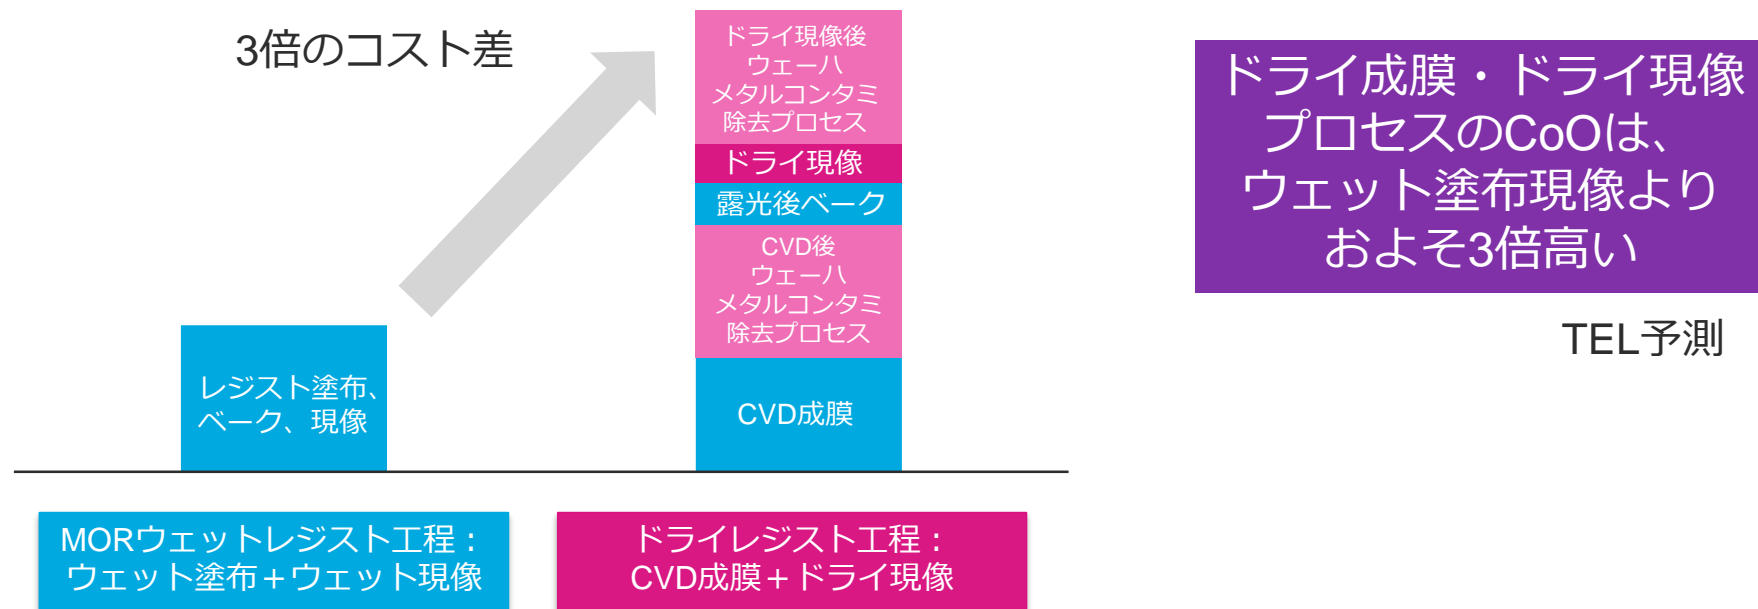 3倍のコスト差
レジスト塗布、
ベーク、現像
ドライ現像後
ウェーハ
メタルコンタミ
除去プロセス
ドライ現像
露光後ベーク
CVD後
ウェーハ
メタルコンタミ
除去プロセス
CVD成膜
MORウェットレジスト工程：
ウェット塗布＋ウェット現像
ドライレジスト工程：
CVD成膜＋ドライ現像
ドライ成膜・ドライ現像
プロセスのCoOは、
ウェット塗布現像より
およそ3倍高い
TEL予測